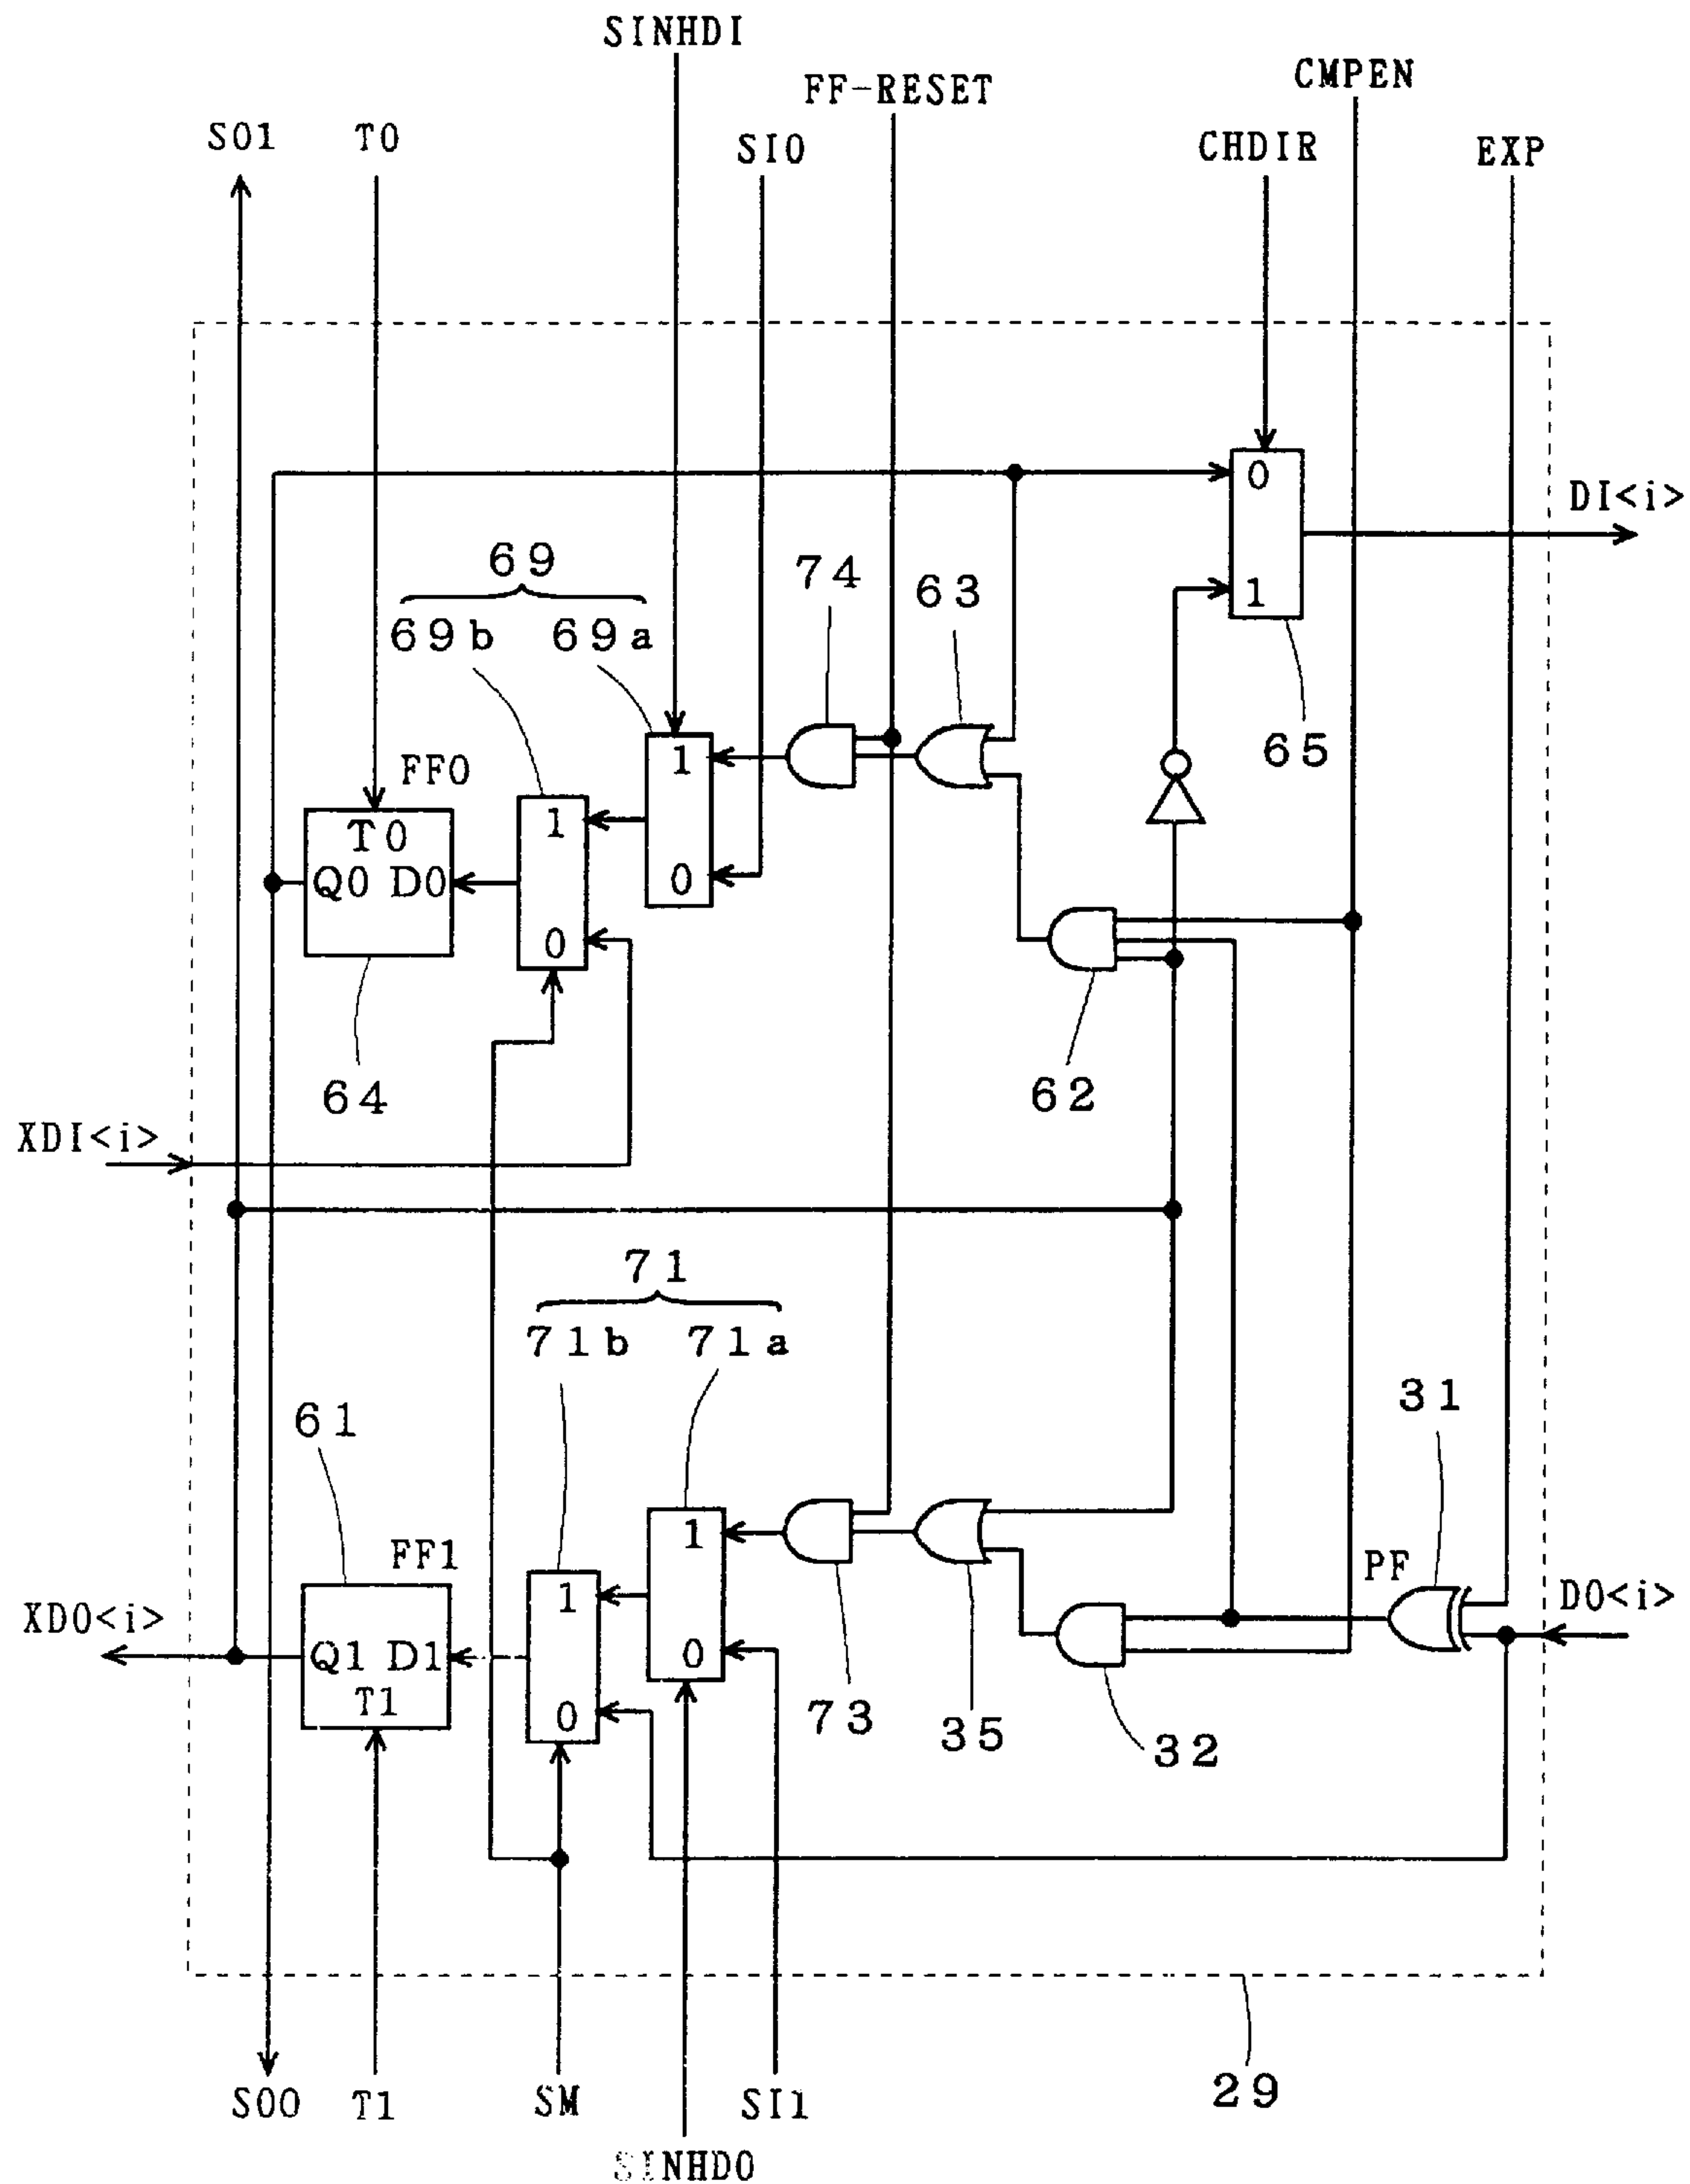 SINHDI
FF-RESET
CMPEN
SO1
T0
SI0
CHDIR
EXP
0
DI<i>
1
65
69
69b
69a
74
63
FF0
T0
Q0 D0
1
0
1
0
64
62
XDI<i>
71
71b
71a
61
31
FF1
PF
XDO<i>
Q1 D1
T1
1
0
1
0
DO<i>
73
35
32
29
SO0
T1
SM
SI1
SINHDO